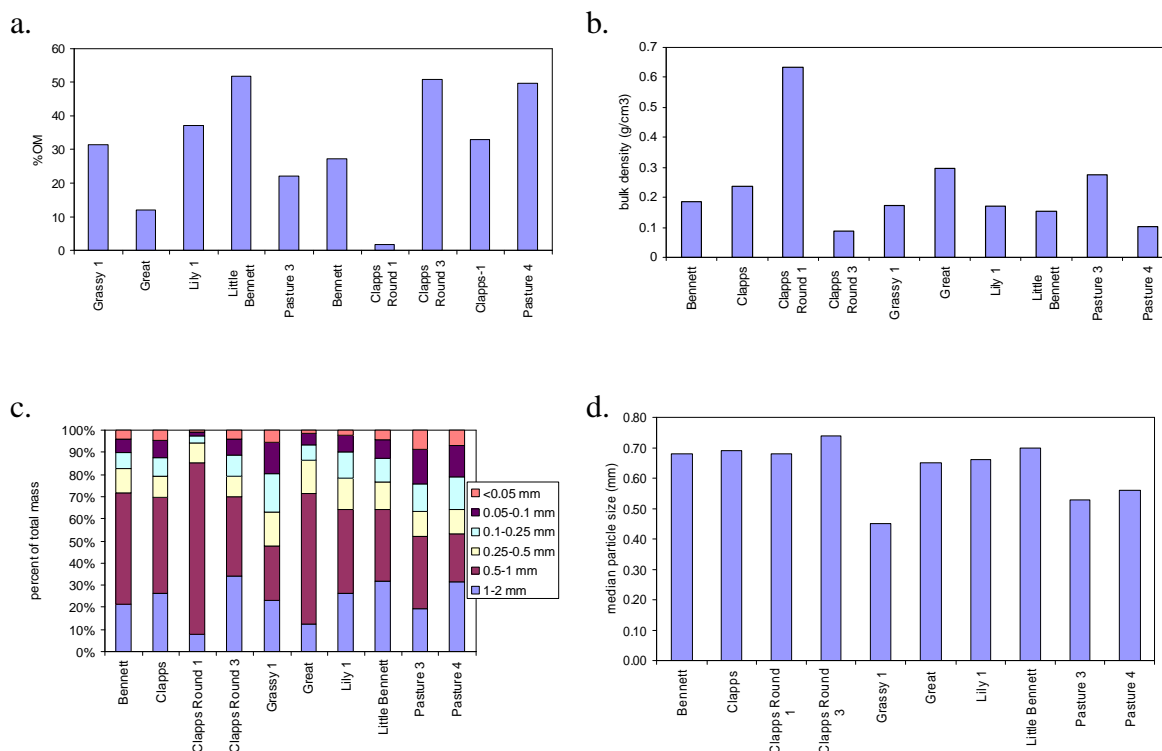 a.
60
50
40
30
20
10
0
%OM
Grassy 1
Great
Lily 1
Little
Bennett
Pasture 3
Bennett
Clapps
Round 1
Clapps
Round 3
Clapps-1
Pasture 4
b.
0.7
0.6
0.5
0.4
0.3
0.2
0.1
0
bulk density (g/cm3)
Bennett
Clapps
Clapps
Round 1
Clapps
Round 3
Grassy 1
Great
Lily 1
Little
Bennett
Pasture 3
Pasture 4
c.
100%
90%
80%
70%
60%
50%
40%
30%
20%
10%
0%
percent of total mass
Bennett
Clapps
Clapps Round 1
Clapps Round 3
Grassy 1
Great
Lily 1
Little Bennett
Pasture 3
Pasture 4
<0.05 mm
0.05-0.1 mm
0.1-0.25 mm
0.25-0.5 mm
0.5-1 mm
1-2 mm
d.
0.80
0.70
0.60
0.50
0.40
0.30
0.20
0.10
0.00
median particle size (mm)
Bennett
Clapps
Clapps Round
1
Clapps Round
3
Grassy 1
Great
Lily 1
Little Bennett
Pasture 3
Pasture 4